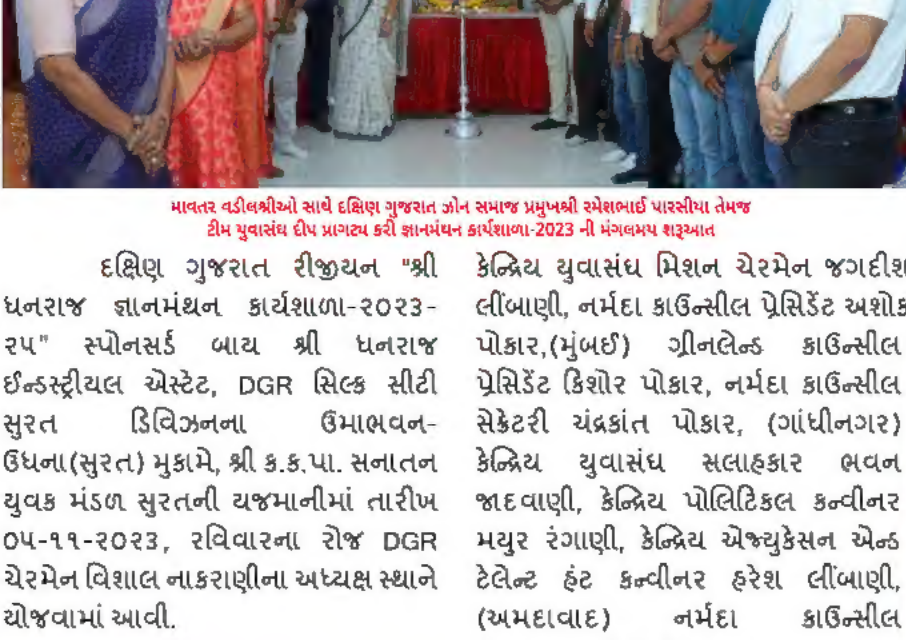 માવતર વડીલશ્રીઓ સાથે દક્ષિણ ગુજરાત ઝોન સમાજ પ્રમુખશ્રી રમેશભાઈ પારસીયા તેમજ
ટીમ યુવાસંઘ દીપ પ્રાગટ્ય કરી જ્ઞાનમંથન કાર્યશાળા-2023 ની મંગલમય શરૂઆત
દક્ષિણ ગુજરાત રીજીયન "શ્રી
ધનરાજ જ્ઞાનમંથન કાર્યશાળા-૨૦૨૩-
૨૫" સ્પોનસર્ડ બાય શ્રી ધનરાજ
ઈન્ડસ્ટ્રીયલ એસ્ટેટ, DGR સિલ્ક સીટી
સુરત ડિવિઝનના ઉમાભવન-
ઉધના(સુરત) મુકામે, શ્રી ક.ક.પા. સનાતન
યુવક મંડળ સુરતની યજમાનીમાં તારીખ
૦૫-૧૧-૨૦૨૩, રવિવારના રોજ DGR
ચેરમેન વિશાલ નાકરાણીના અધ્યક્ષ સ્થાને
યોજવામાં આવી.
કેન્દ્રિય યુવાસંઘ મિશન ચેરમેન જગદીશ
લીંબાણી, નર્મદા કાઉન્સીલ પ્રેસિડેંટ અશોક
પોકાર,(મુંબઈ) ગ્રીનલેન્ડ કાઉન્સીલ
પ્રેસિડેંટ કિશોર પોકાર, નર્મદા કાઉન્સીલ
સેક્રેટરી ચંદ્રકાંત પોકાર, (ગાંધીનગર)
કેન્દ્રિય યુવાસંઘ સલાહકાર ભવન
જાદવાણી, કેન્દ્રિય પોલિટિકલ કન્વીનર
મયુર રંગાણી, કેન્દ્રિય એજ્યુકેસન એન્ડ
ટેલેન્ટ હંટ કન્વીનર હરેશ લીંબાણી,
(અમદાવાદ) નર્મદા કાઉન્સીલ